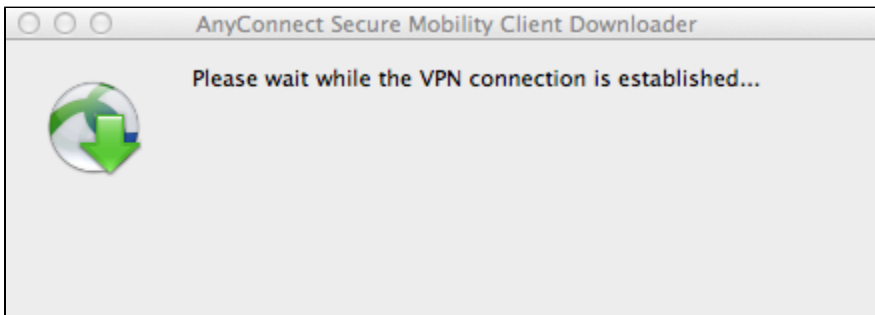 AnyConnect Secure Mobility Client Downloader
Please wait while the VPN connection is established...